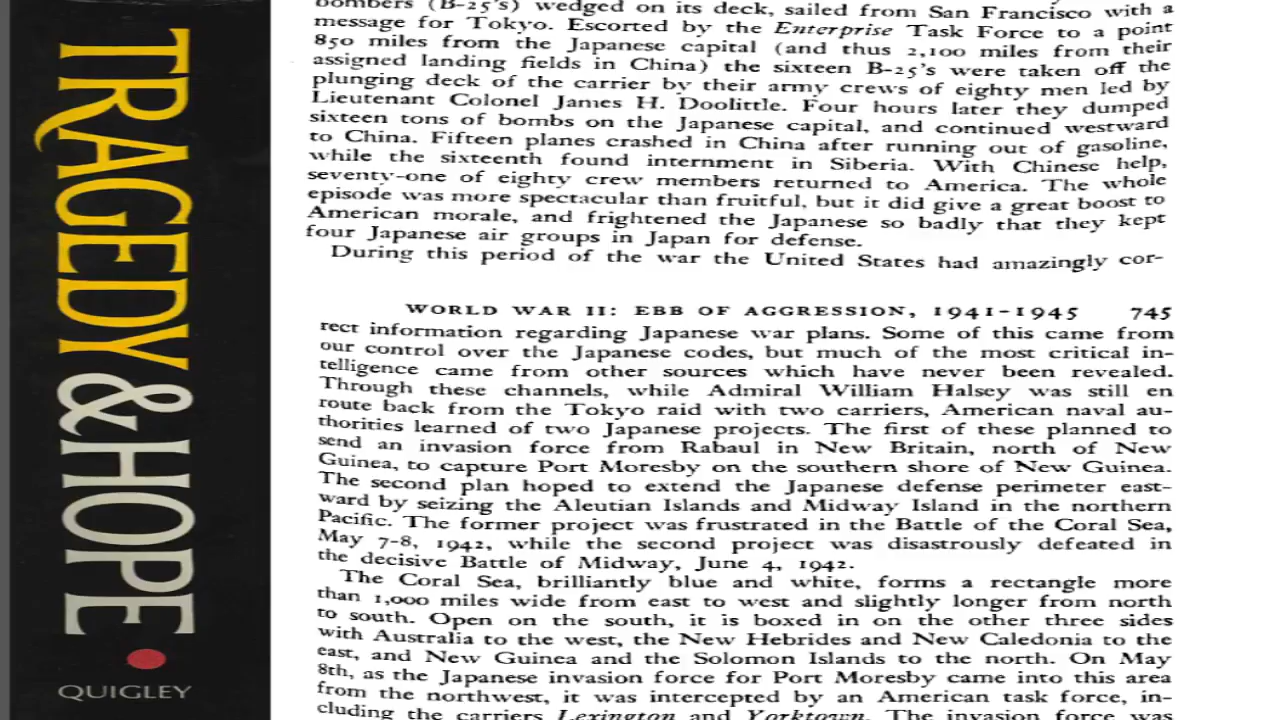 TRAGEDY & HOPE
QUIGLEY
bombers (B-25's) wedged on its deck, sailed from San Francisco with a
message for Tokyo. Escorted by the Enterprise Task Force to a point
850 miles from the Japanese capital (and thus 2,100 miles from their
assigned landing fields in China) the sixteen B-25's were taken off the
plunging deck of the carrier by their army crews of eighty men led by
Lieutenant Colonel James H. Doolittle. Four hours later they dumped
sixteen tons of bombs on the Japanese capital, and continued westward
to China. Fifteen planes crashed in China after running out of gasoline,
while the sixteenth found internment in Siberia. With Chinese help,
seventy-one of eighty crew members returned to America. The whole
episode was more spectacular than fruitful, but it did give a great boost to
American morale, and frightened the Japanese so badly that they kept
four Japanese air groups in Japan for defense.
During this period of the war the United States had amazingly cor-
WORLD WAR II: EBB OF AGGRESSION, 1941-1945 745
rect information regarding Japanese war plans. Some of this came from
our control over the Japanese codes, but much of the most critical in-
telligence came from other sources which have never been revealed.
Through these channels, while Admiral William Halsey was still en
route back from the Tokyo raid with two carriers, American naval au-
thorities learned of two Japanese projects. The first of these planned to
send an invasion force from Rabaul in New Britain, north of New
Guinea, to capture Port Moresby on the southern shore of New Guinea.
The second plan hoped to extend the Japanese defense perimeter east-
ward by seizing the Aleutian Islands and Midway Island in the northern
Pacific. The former project was frustrated in the Battle of the Coral Sea,
May 7-8, 1942, while the second project was disastrously defeated in
the decisive Battle of Midway, June 4, 1942.
The Coral Sea, brilliantly blue and white, forms a rectangle more
than 1,000 miles wide from east to west and slightly longer from north
to south. Open on the south, it is boxed in on the other three sides
with Australia to the west, the New Hebrides and New Caledonia to the
east, and New Guinea and the Solomon Islands to the north. On May
8th, as the Japanese invasion force for Port Moresby came into this area
from the northwest, it was intercepted by an American task force, in-
cluding the carriers Lexington and Yorktown. The invasion force was